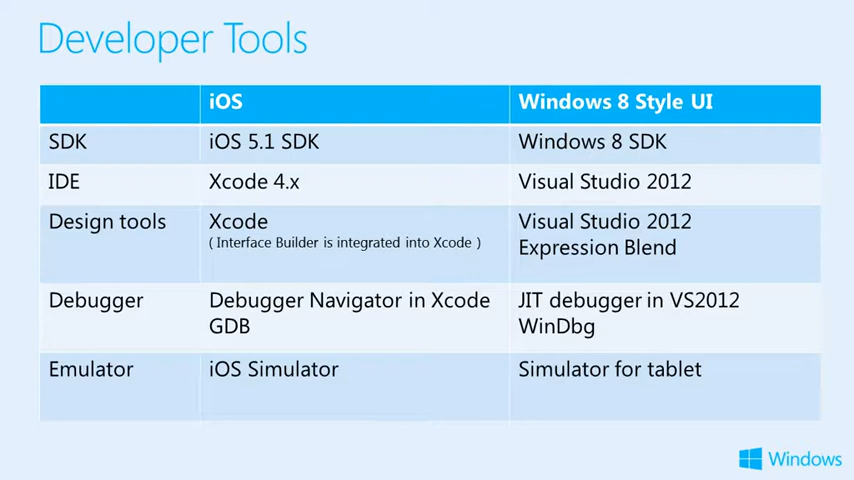 Developer Tools
iOS
Windows 8 Style UI
SDK
iOS 5.1 SDK
Windows 8 SDK
IDE
Xcode 4.x
Visual Studio 2012
Design tools
Xcode
( Interface Builder is integrated into Xcode )
Visual Studio 2012
Expression Blend
Debugger
Debugger Navigator in Xcode
GDB
JIT debugger in VS2012
WinDbg
Emulator
iOS Simulator
Simulator for tablet
Windows